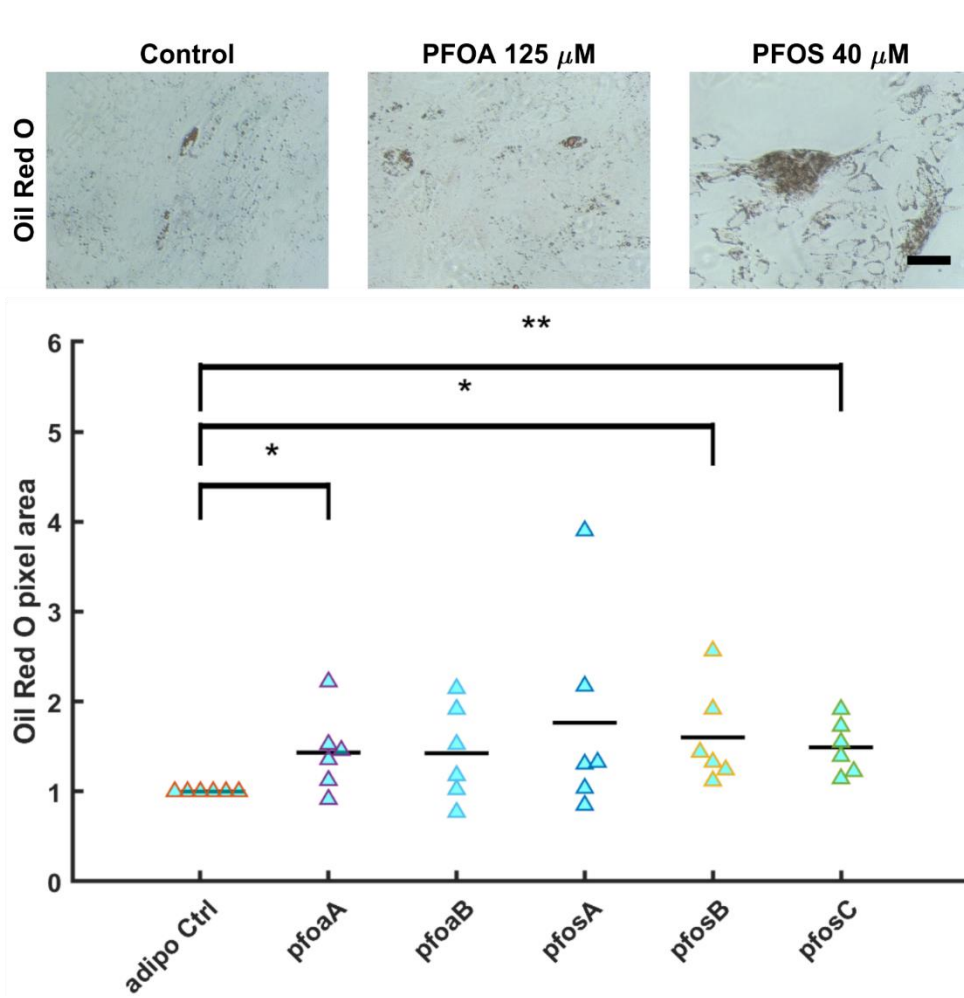 Control
PFOA 125 μM
PFOS 40 μM
Oil Red O
**
*
*
6
5
4
3
2
1
0
Oil Red O pixel area
adipo Ctrl
pfoaA
pfoaB
pfosA
pfosB
pfosC